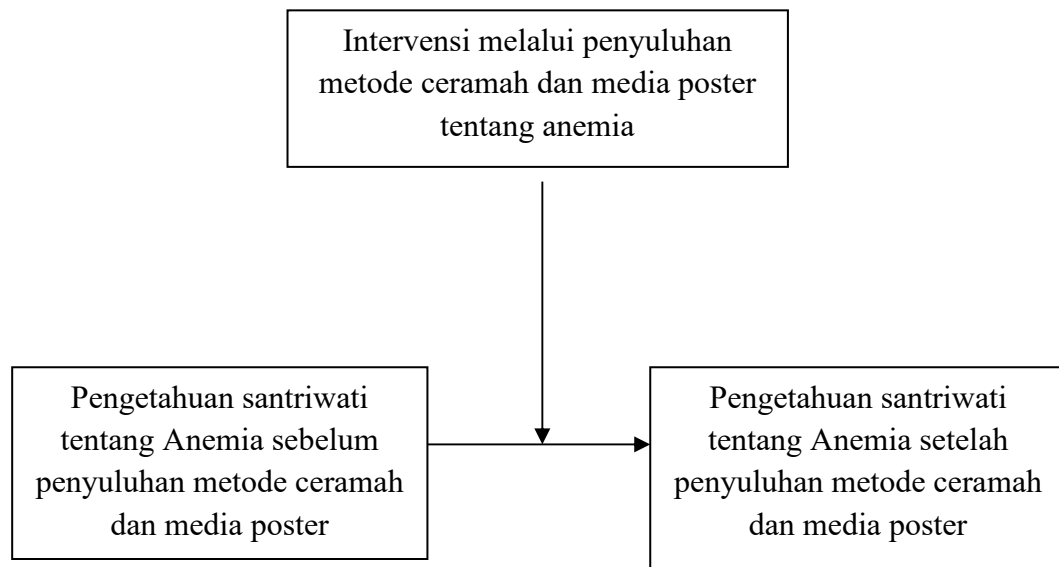 Intervensi melalui penyuluhan
metode ceramah dan media poster
tentang anemia
Pengetahuan santriwati
tentang Anemia sebelum
penyuluhan metode ceramah
dan media poster
Pengetahuan santriwati
tentang Anemia setelah
penyuluhan metode ceramah
dan media poster